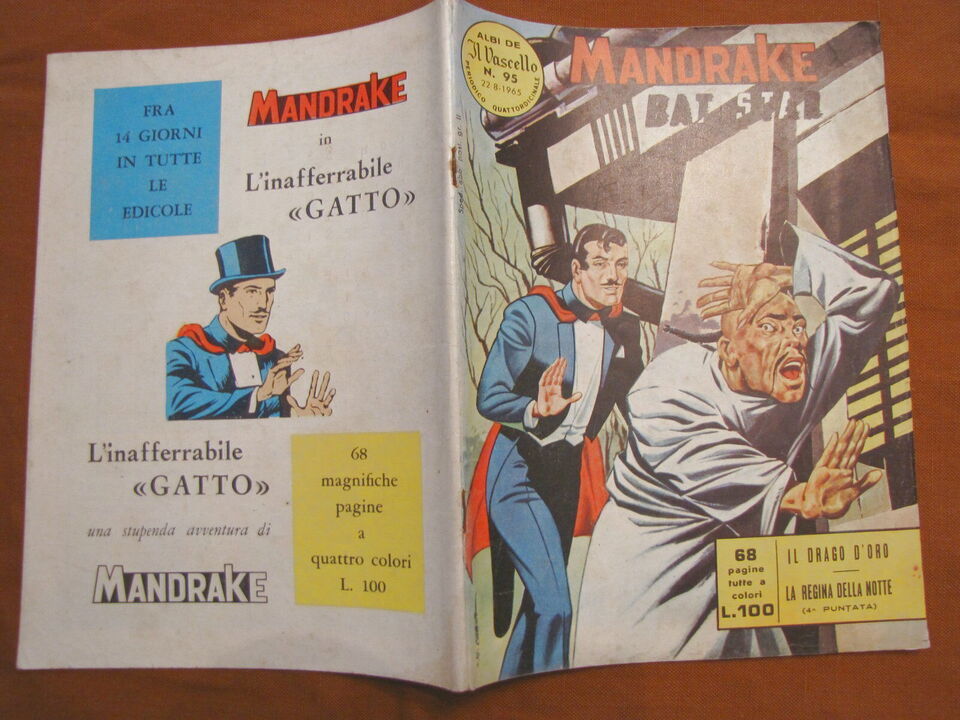 FRA
14 GIORNI
IN TUTTE
LE
EDICOLE
MANDRAKE
in
L'inafferrabile
«GATTO»
L'inafferrabile
«GATTO»
una stupenda avventura di
MANDRAKE
68
magnifiche
pagine
a
quattro colori
L. 100
ALBI DE
Il Vascello
N. 95
22-8-1965
PERIODICO QUATTORDICINALE
MANDRAKE
BAT STAR
68
pagine
tutte a
colori
L.100
IL DRAGO D'ORO
LA REGINA DELLA NOTTE
(4ª PUNTATA)